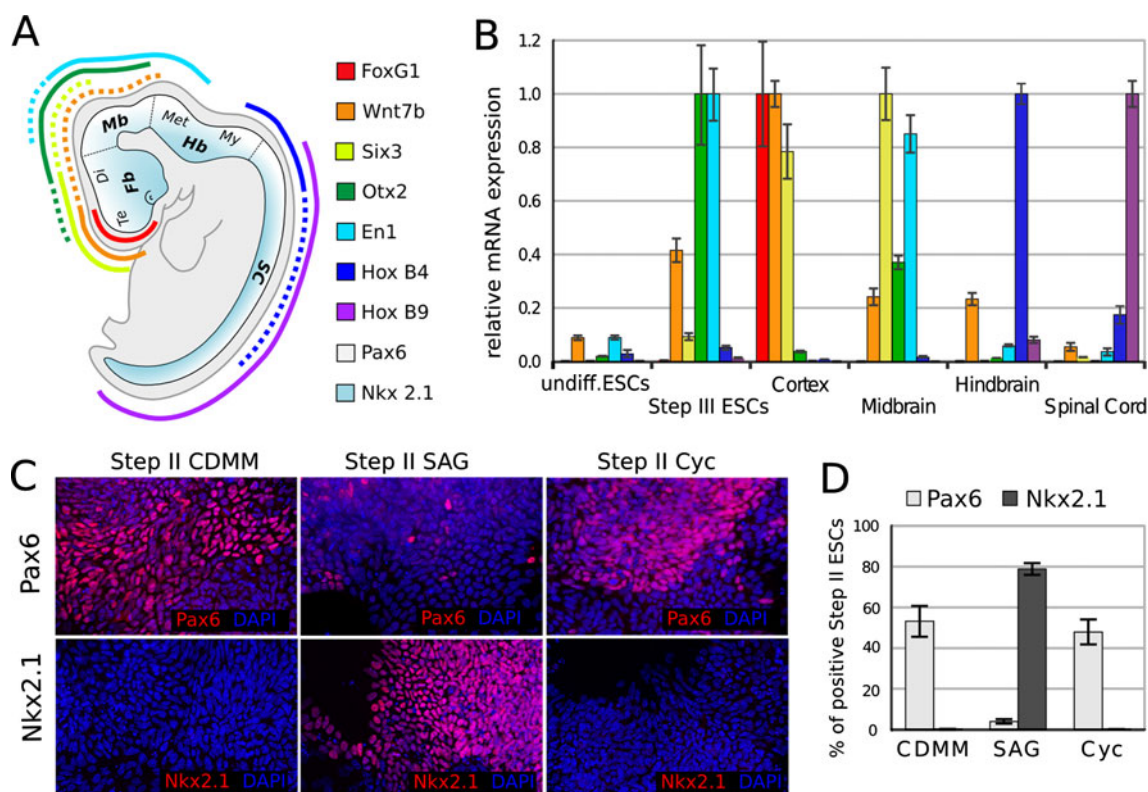 A
Mb
Met
My
Hb
Di
Fb
Te
SC
FoxG1
Wnt7b
Six3
Otx2
En1
Hox B4
Hox B9
Pax6
Nkx 2.1
B
relative mRNA expression
1.2
1.0
0.8
0.6
0.4
0.2
0.0
undiff.ESCs
Step III ESCs
Cortex
Midbrain
Hindbrain
Spinal Cord
C
Step II CDMM Step II SAG Step II Cyc
Pax6
Pax6 DAPI Pax6 DAPI Pax6 DAPI
Nkx2.1
Nkx2.1 DAPI Nkx2.1 DAPI Nkx2.1 DAPI
D
Pax6 Nkx2.1
% of positive Step II ESCs
100
80
60
40
20
0
CDMM SAG Cyc